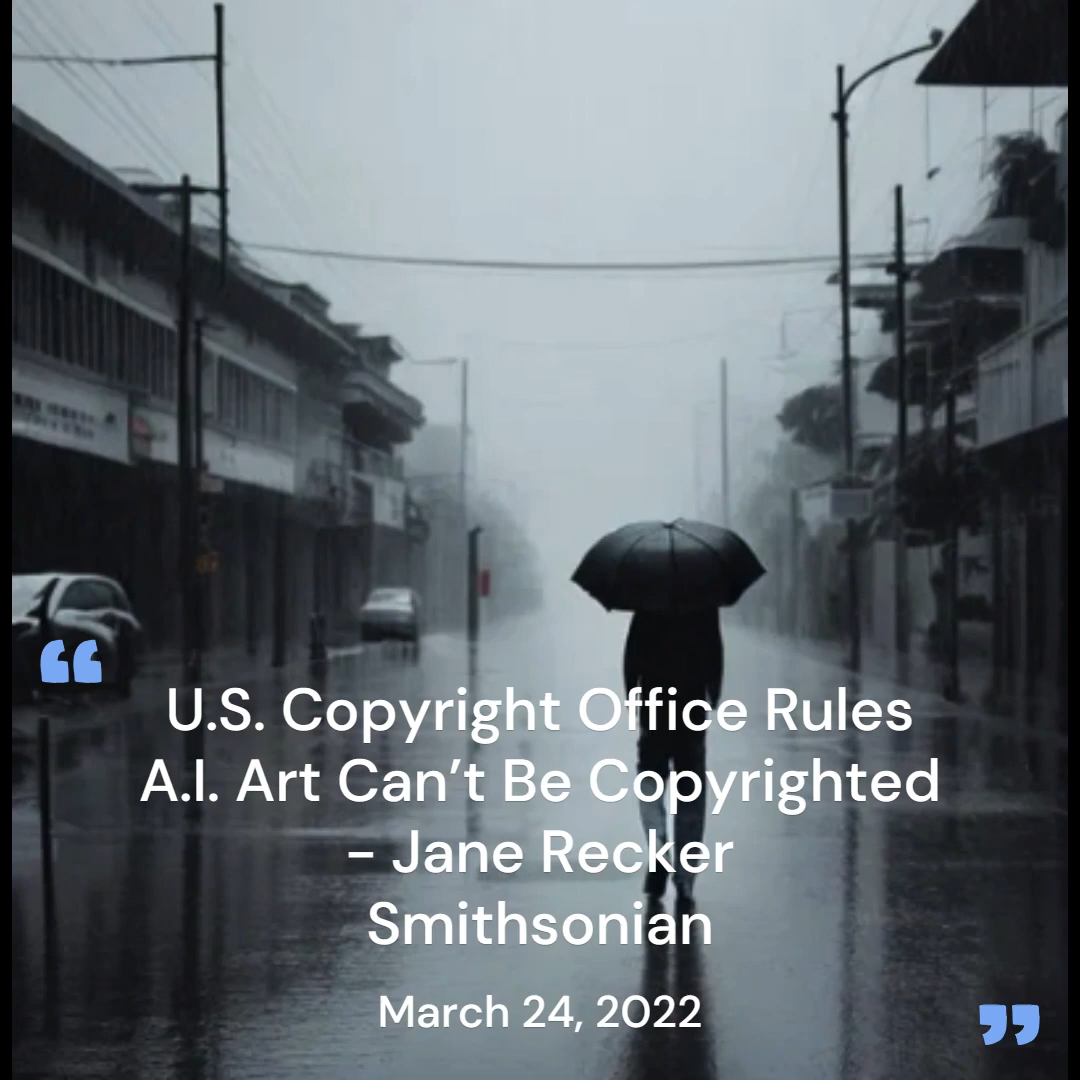 “
U.S. Copyright Office Rules
A.I. Art Can’t Be Copyrighted
– Jane Recker
Smithsonian
March 24, 2022
”